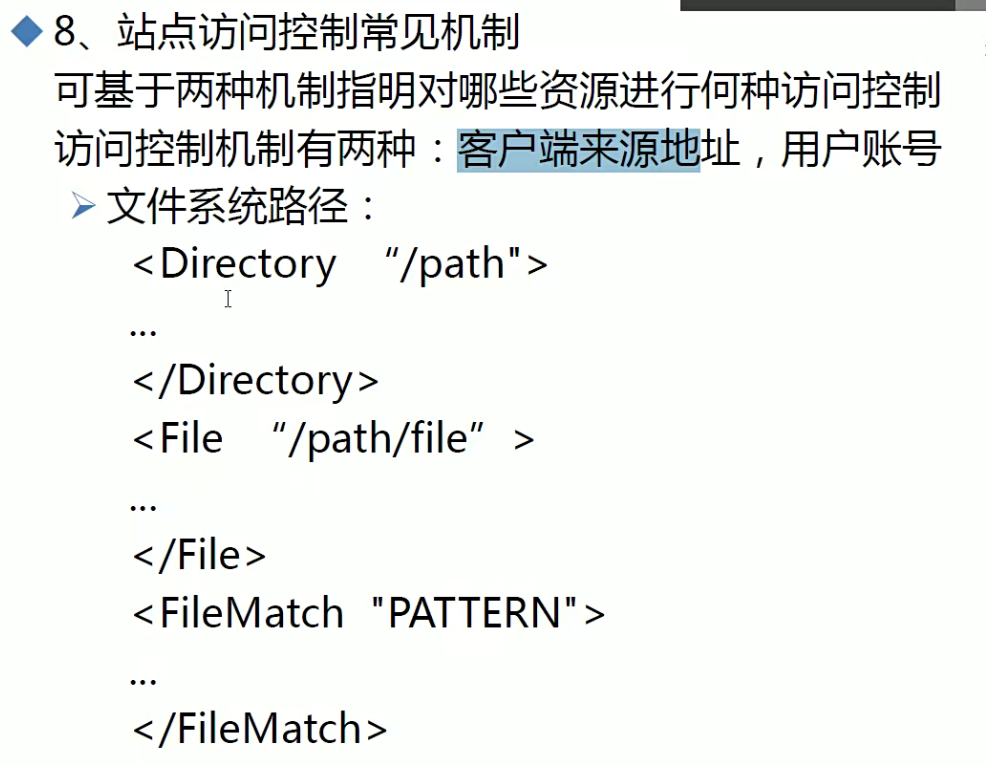 8、站点访问控制常见机制
可基于两种机制指明对哪些资源进行何种访问控制
访问控制机制有两种：客户端来源地址，用户账号
文件系统路径：
<Directory “/path">
...
</Directory>
<File “/path/file” >
...
</File>
<FileMatch "PATTERN">
...
</FileMatch>